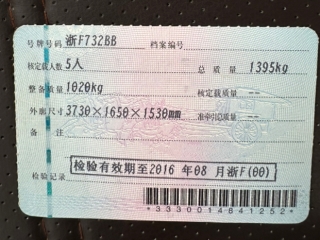 号牌号码 浙F732BB 档案编号
核定载人数 5人 总质量 1395kg
整备质量 1020kg 核定载质量 --
外廓尺寸 3730×1650×1530mm 准牵引总质量 --
备注
检验有效期至2016 年08 月浙F(00)
检验记录
*3330014641252*